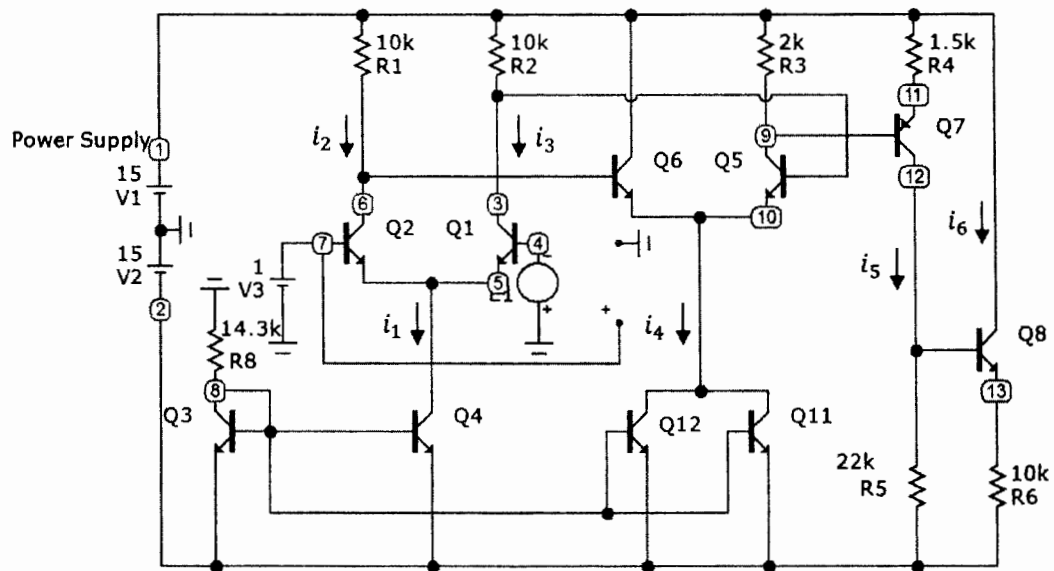 10k
R1
10k
R2
2k
R3
1.5k
R4
11
Power Supply
1
i2
i3
9
Q7
15
V1
Q6
Q5
12
6
3
10
i6
Q2
Q1
7
4
15
V2
1
V3
5
i5
2
14.3k
R8
i1
+
+
i4
Q8
8
13
Q3
Q4
Q12
Q11
22k
R5
10k
R6